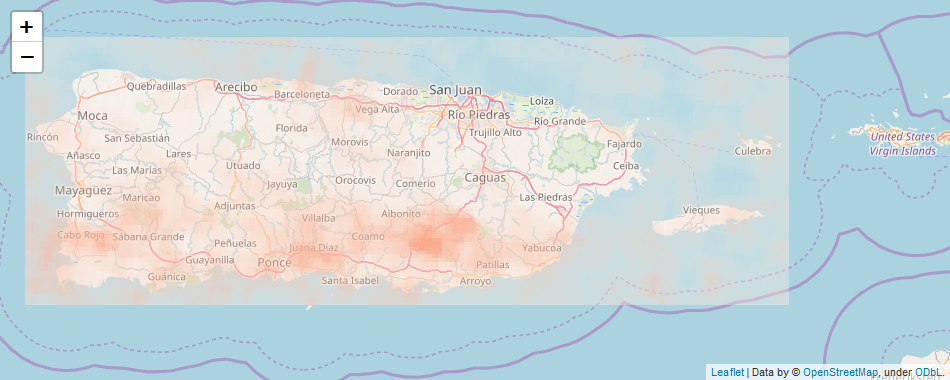 +
−
Quebradillas
Arecibo
Barceloneta
Dorado
San Juan
Loíza
Vega Alta
Río Piedras
Río Grande
Moca
Florida
Trujillo Alto
Rincón
San Sebastián
Morovis
Fajardo
United States
Virgin Islands
Añasco
Lares
Naranjito
Culebra
Las Marías
Utuado
Ceiba
Mayagüez
Jayuya
Orocovis
Comerío
Caguas
Maricao
Adjuntas
Las Piedras
Hormigueros
Villalba
Aibonito
Vieques
Cabo Rojo
Sábana Grande
Peñuelas
Juana Díaz
Coamo
Yabucoa
Guayanilla
Ponce
Patillas
Guánica
Santa Isabel
Arroyo
Leaflet | Data by © OpenStreetMap, under ODbL.